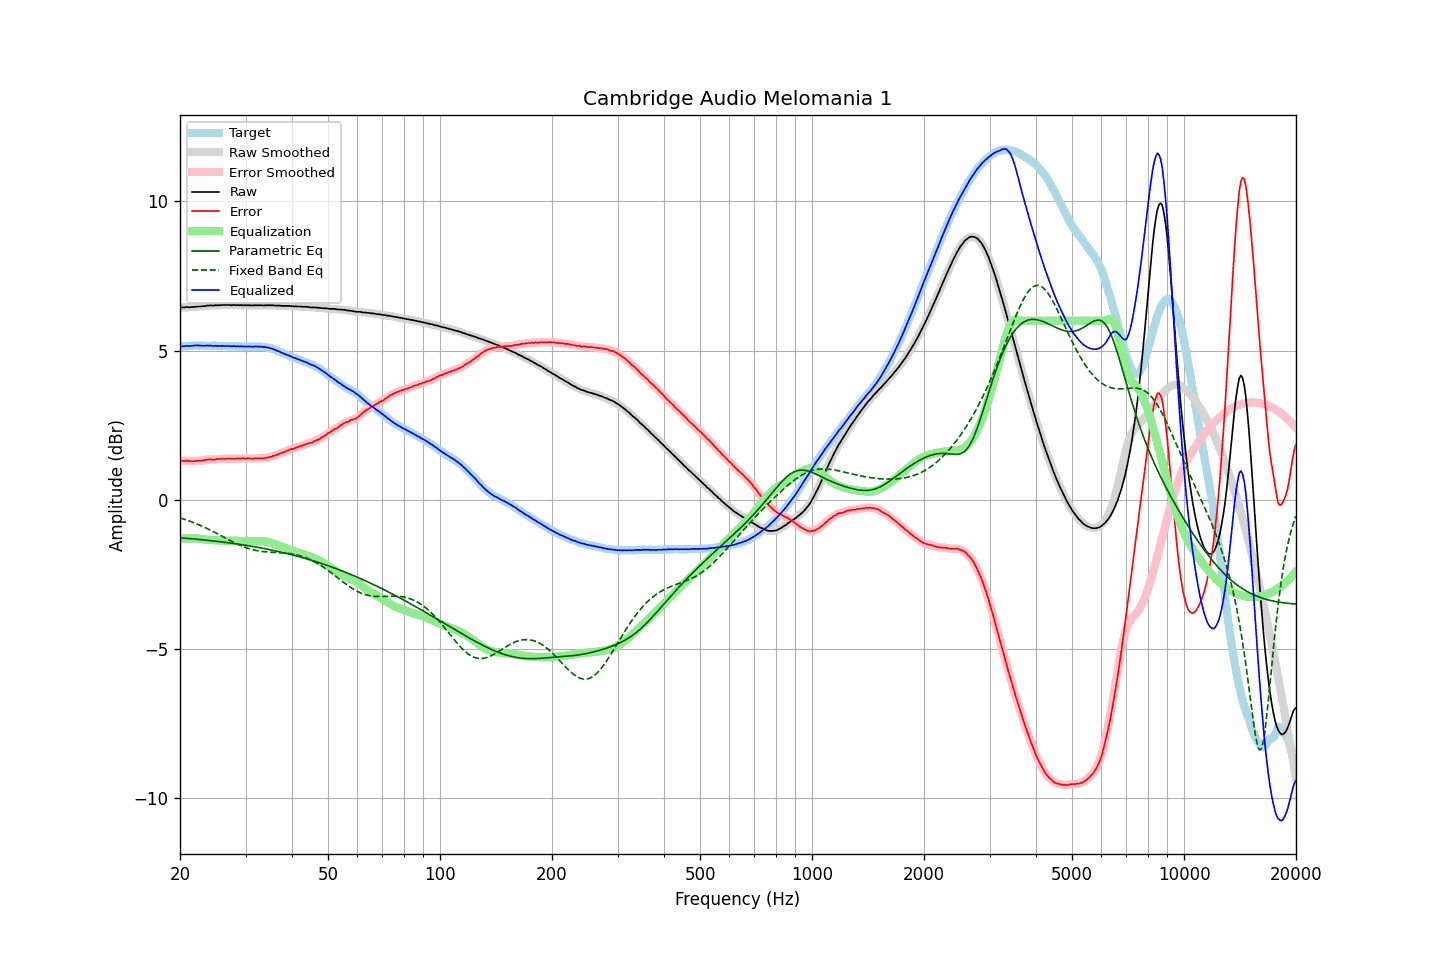 Cambridge Audio Melomania 1
Target
Raw Smoothed
Error Smoothed
Raw
Error
Equalization
Parametric Eq
Fixed Band Eq
Equalized
Amplitude (dBr)
10
5
0
−5
−10
20 50 100 200 500 1000 2000 5000 10000 20000
Frequency (Hz)